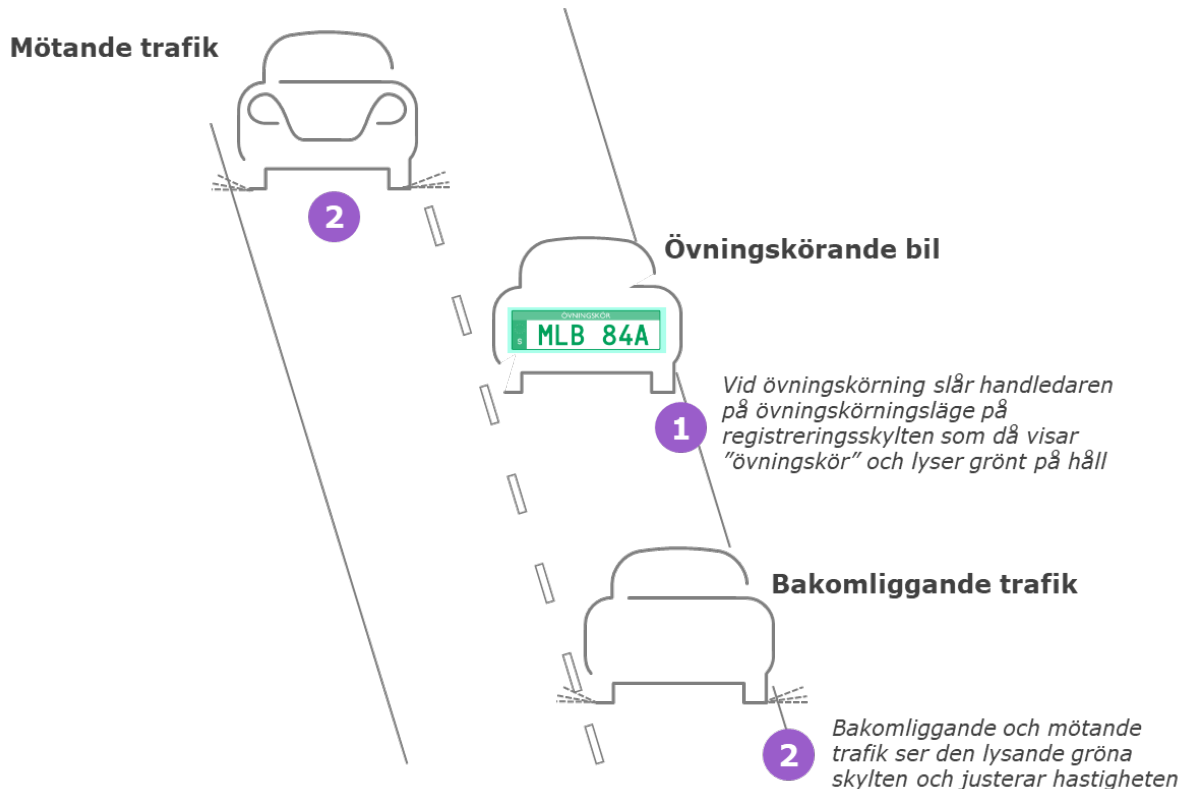 Mötande trafik
2
Övningskörande bil
ÖVNINGSKÖR
S MLB 84A
1
Vid övningskörning slår handledaren
på övningskörningsläge på
registreringsskylten som då visar
”övningskör” och lyser grönt på håll
Bakomliggande trafik
2
Bakomliggande och mötande
trafik ser den lysande gröna
skylten och justerar hastigheten